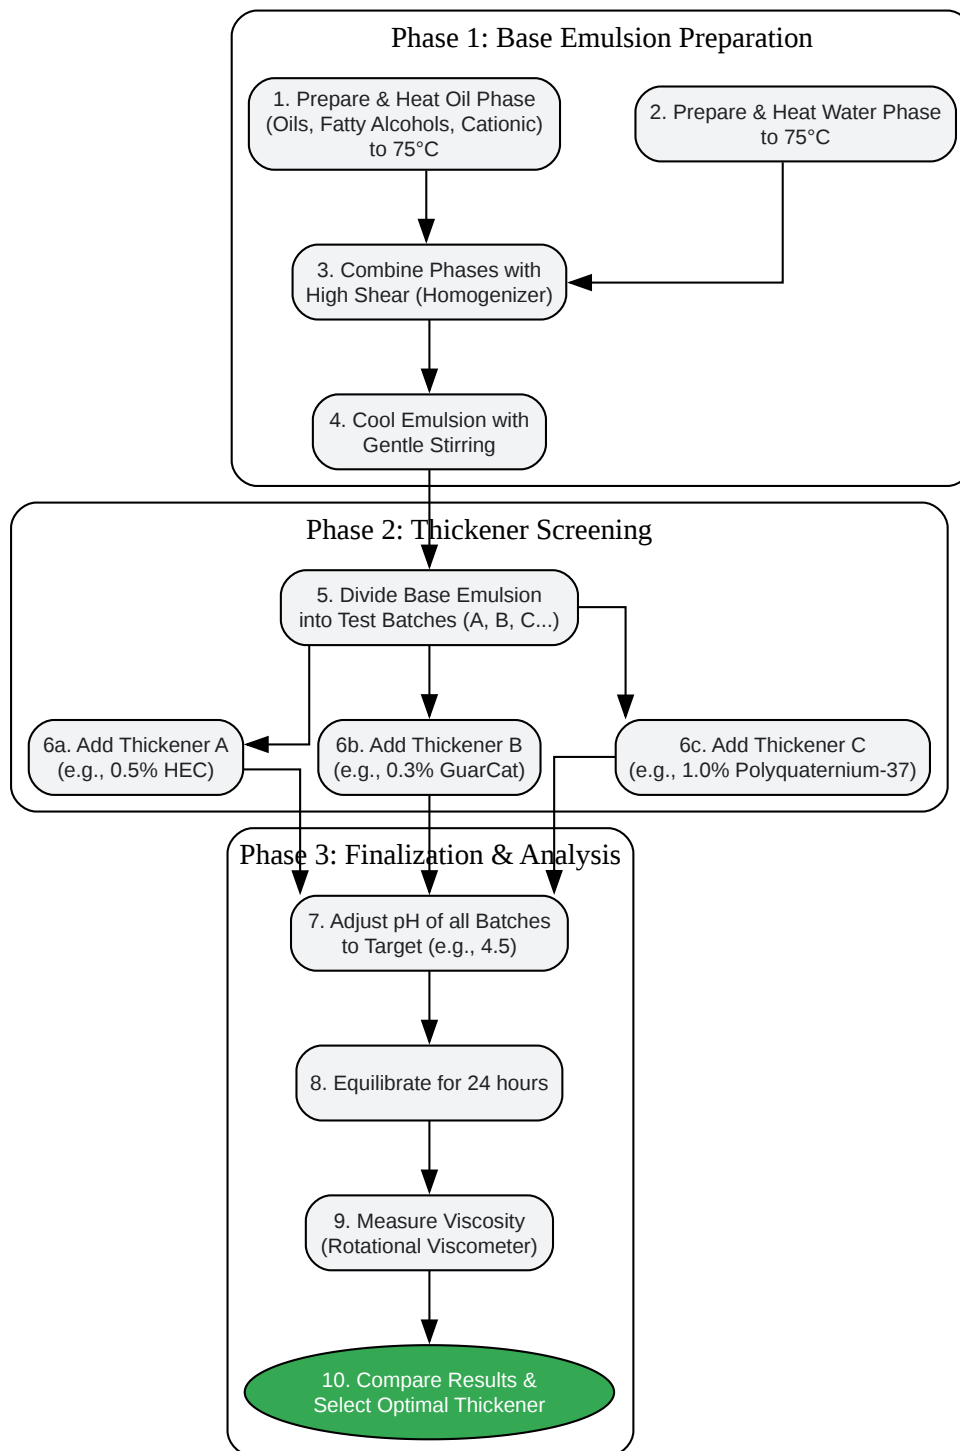 Phase 1: Base Emulsion Preparation
1. Prepare & Heat Oil Phase
(Oils, Fatty Alcohols, Cationic)
to 75°C
2. Prepare & Heat Water Phase
to 75°C
3. Combine Phases with
High Shear (Homogenizer)
4. Cool Emulsion with
Gentle Stirring
Phase 2: Thickener Screening
5. Divide Base Emulsion
into Test Batches (A, B, C...)
6a. Add Thickener A
(e.g., 0.5% HEC)
6b. Add Thickener B
(e.g., 0.3% GuarCat)
6c. Add Thickener C
(e.g., 1.0% Polyquaternium-37)
Phase 3: Finalization & Analysis
7. Adjust pH of all Batches
to Target (e.g., 4.5)
8. Equilibrate for 24 hours
9. Measure Viscosity
(Rotational Viscometer)
10. Compare Results &
Select Optimal Thickener